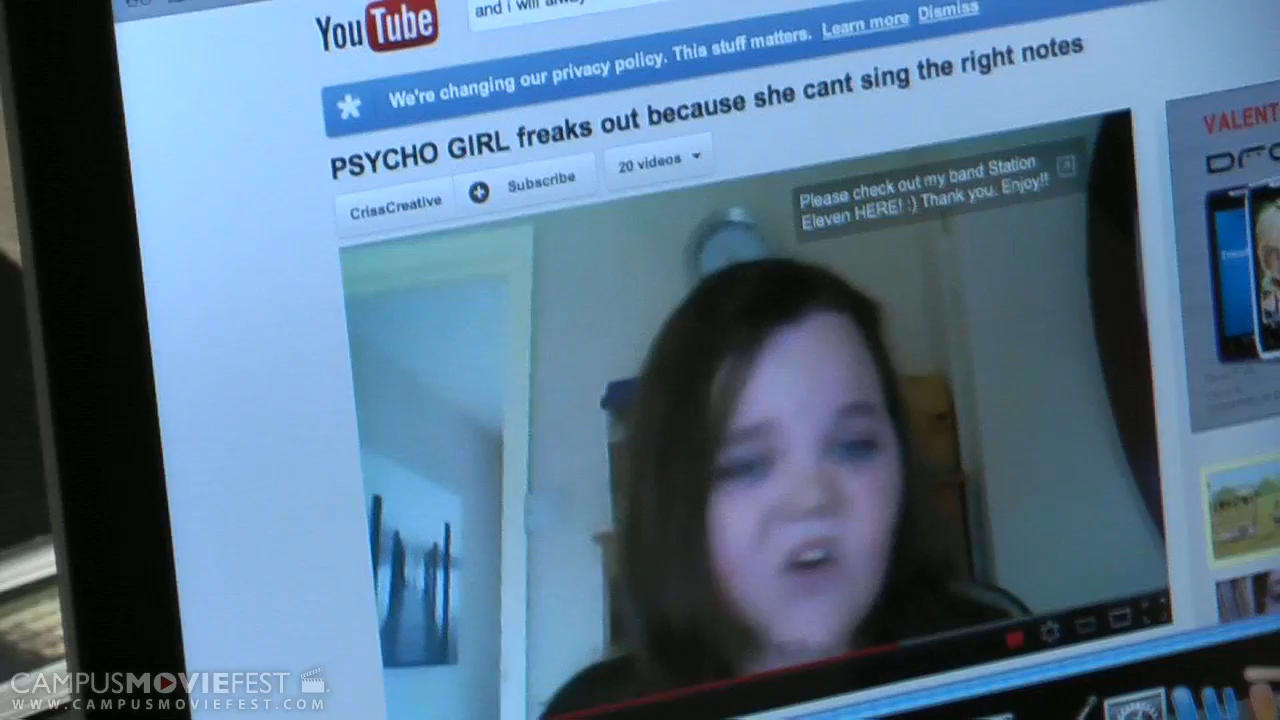 and i will
YouTube
We're changing our privacy policy. This stuff matters. Learn more Dismiss
PSYCHO GIRL freaks out because she cant sing the right notes
CrissCreative Subscribe 20 videos
Please check out my band Station
Eleven HERE! :) Thank you. Enjoy!!
VALENT
CAMPUSMOVIEFEST
WWW.CAMPUSMOVIEFEST.COM